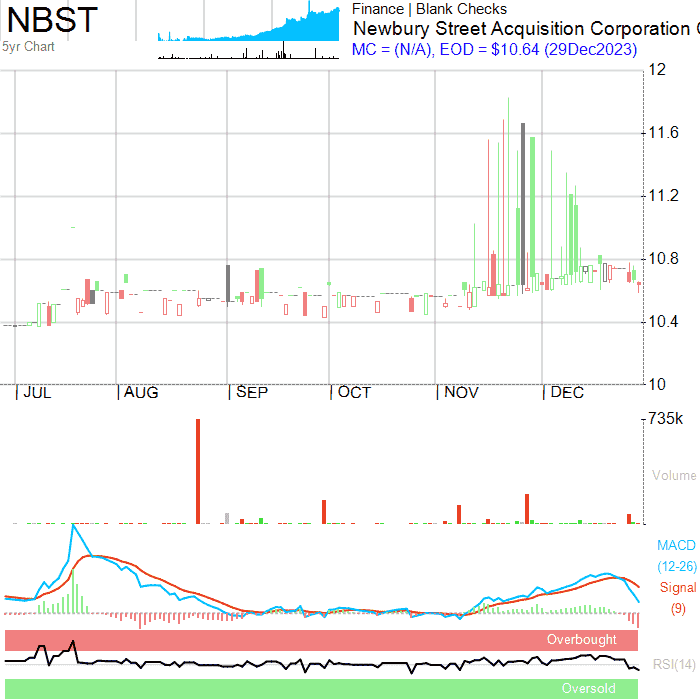 NBST
5yr Chart
Finance | Blank Checks
Newbury Street Acquisition Corporation
MC = (N/A), EOD = $10.64 (29Dec2023)
12
11.6
11.2
10.8
10.4
10
JUL AUG SEP OCT NOV DEC
735k
Volume
MACD
(12-26)
Signal
(9)
Overbought
RSI(14)
Oversold